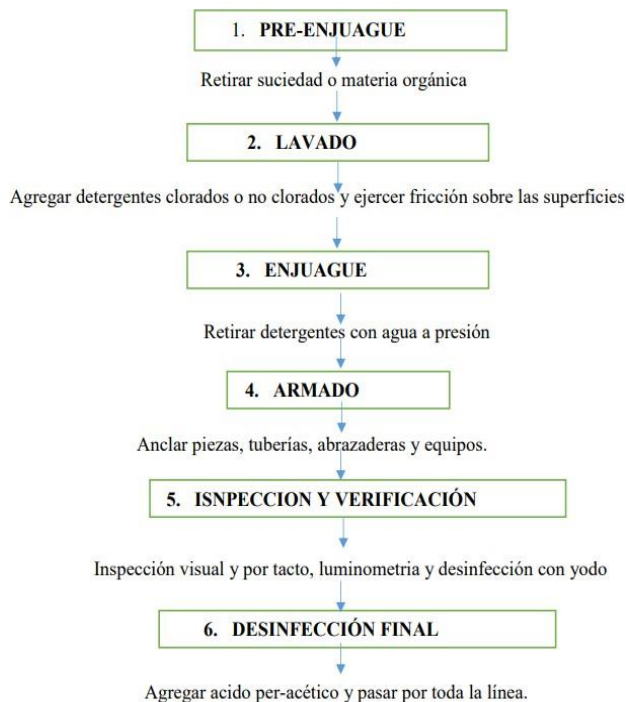 1. PRE-ENJUAGUE
Retirar suciedad o materia orgánica
2. LAVADO
Agregar detergentes clorados o no clorados y ejercer fricción sobre las superficies
3. ENJUAGUE
Retirar detergentes con agua a presión
4. ARMADO
Anclar piezas, tuberías, abrazaderas y equipos.
5. ISNPECCION Y VERIFICACIÓN
Inspección visual y por tacto, luminometria y desinfección con yodo
6. DESINFECCIÓN FINAL
Agregar acido per-acético y pasar por toda la línea.